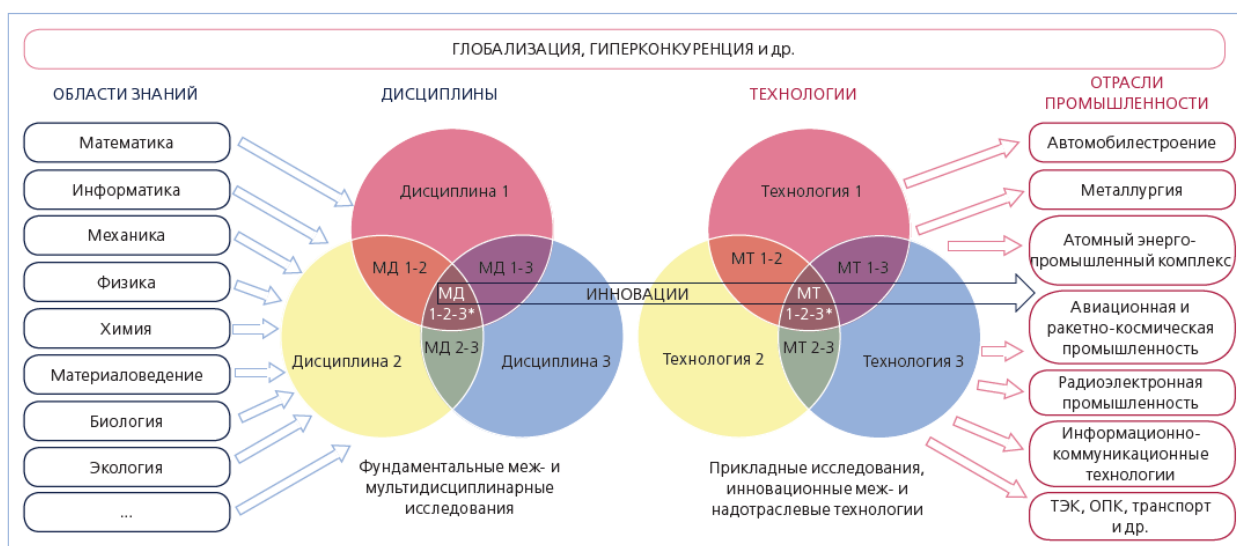 ГЛОБАЛИЗАЦИЯ, ГИПЕРКОНКУРЕНЦИЯ и др.
ОБЛАСТИ ЗНАНИЙ
Математика
Информатика
Механика
Физика
Химия
Материаловедение
Биология
Экология
...
ДИСЦИПЛИНЫ
Дисциплина 1
МД 1-2
МД 1-3
МД
1-2-3*
МД 2-3
Дисциплина 2
Дисциплина 3
Фундаментальные меж- и
мультидисциплинарные
исследования
ИННОВАЦИИ
ТЕХНОЛОГИИ
Технология 1
МТ 1-2
МТ 1-3
МТ
1-2-3*
МТ 2-3
Технология 2
Технология 3
Прикладные исследования,
инновационные меж- и
надотраслевые технологии
ОТРАСЛИ
ПРОМЫШЛЕННОСТИ
Автомобилестроение
Металлургия
Атомный энерго-
промышленный комплекс
Авиационная и
ракетно-космическая
промышленность
Радиоэлектронная
промышленность
Информационно-
коммуникационные
технологии
ТЭК, ОПК, транспорт
и др.